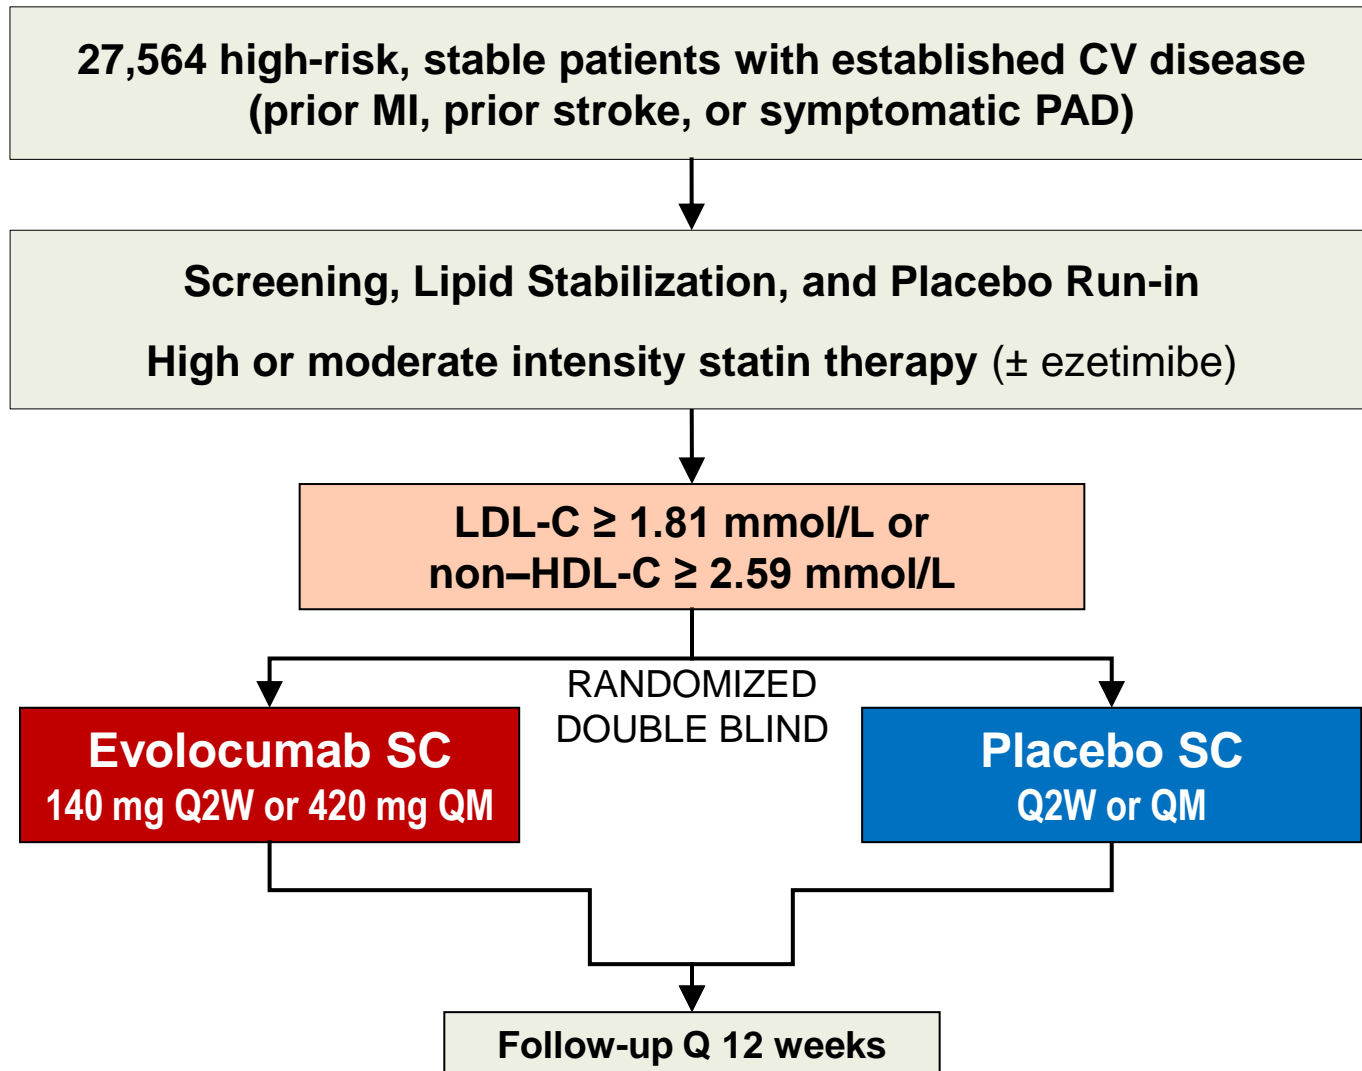 27,564 high-risk, stable patients with established CV disease
(prior MI, prior stroke, or symptomatic PAD)
Screening, Lipid Stabilization, and Placebo Run-in
High or moderate intensity statin therapy (± ezetimibe)
LDL-C ≥ 1.81 mmol/L or
non–HDL-C ≥ 2.59 mmol/L
RANDOMIZED
DOUBLE BLIND
Evolocumab SC
140 mg Q2W or 420 mg QM
Placebo SC
Q2W or QM
Follow-up Q 12 weeks